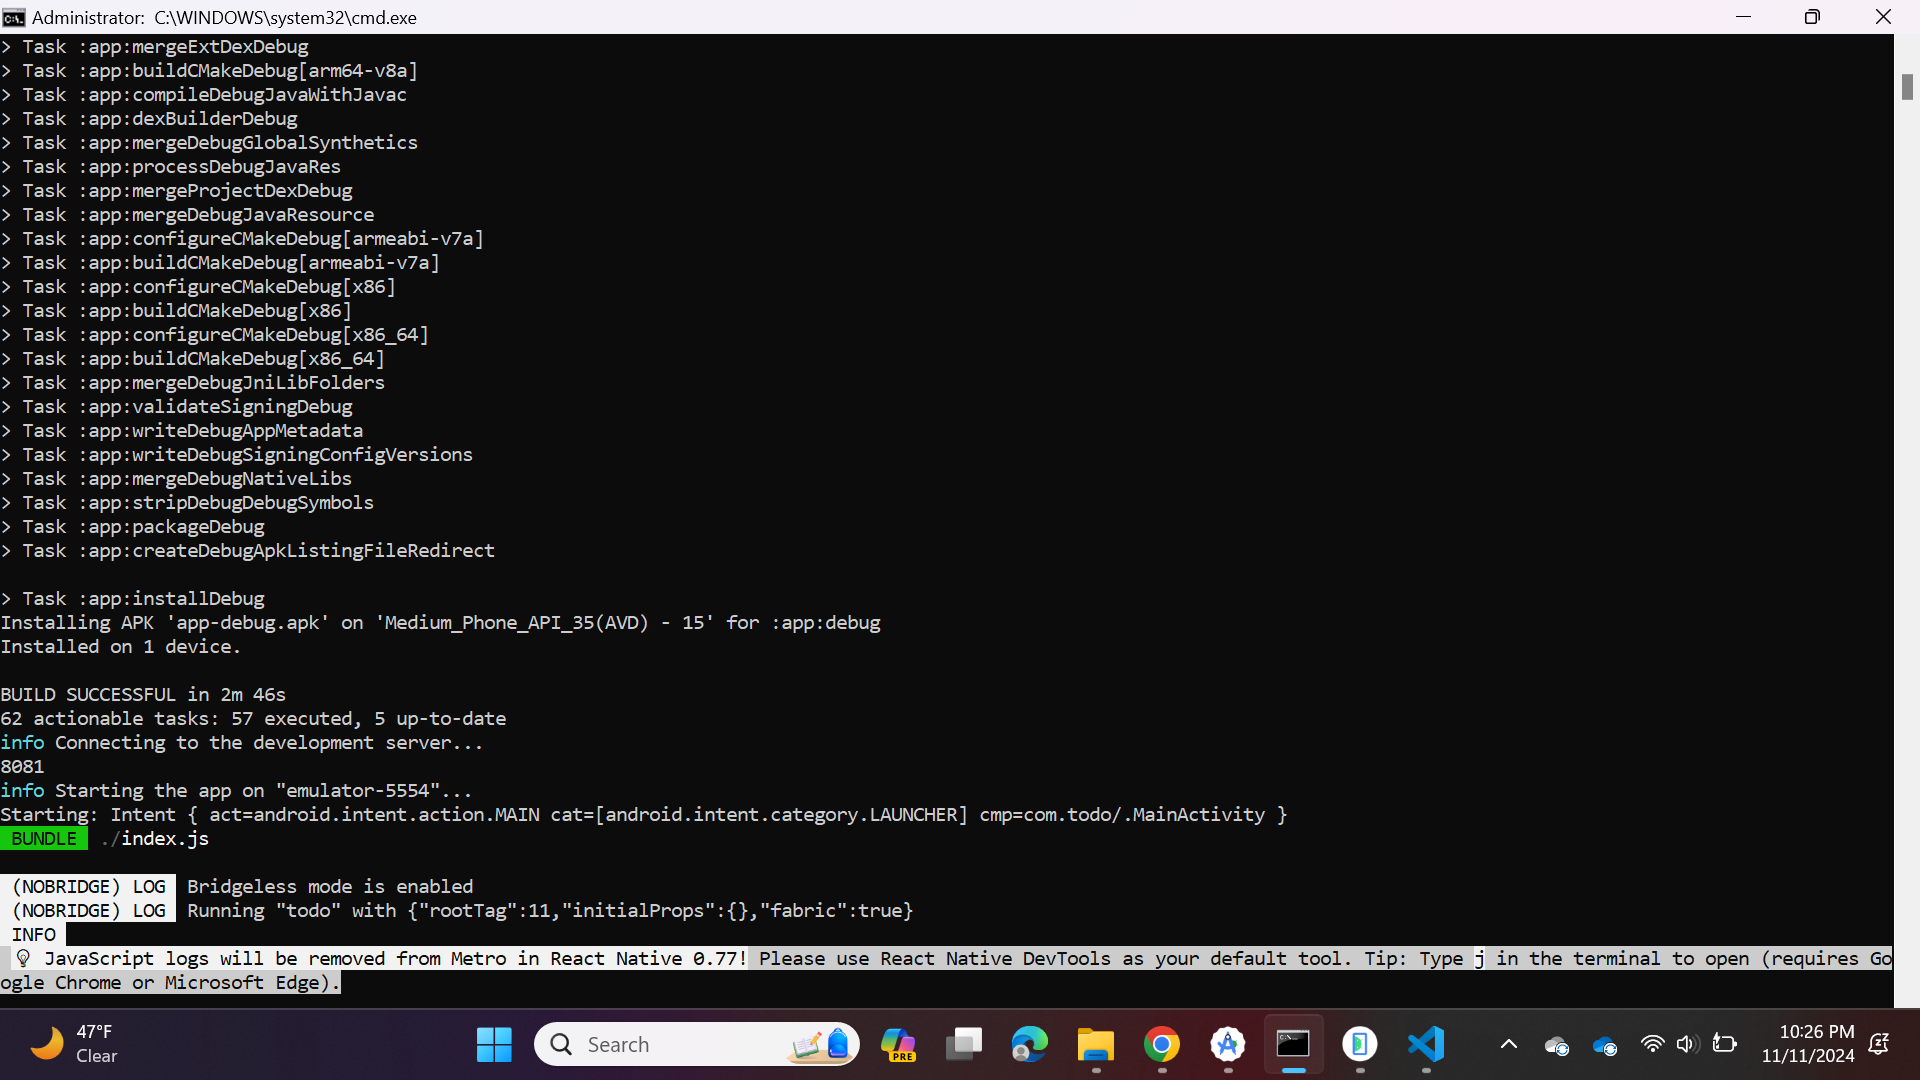 Administrator: C:\WINDOWS\system32\cmd.exe
> Task :app:mergeExtDexDebug
> Task :app:buildCMakeDebug[arm64-v8a]
> Task :app:compileDebugJavaWithJavac
> Task :app:dexBuilderDebug
> Task :app:mergeDebugGlobalSynthetics
> Task :app:processDebugJavaRes
> Task :app:mergeProjectDexDebug
> Task :app:mergeDebugJavaResource
> Task :app:configureCMakeDebug[armeabi-v7a]
> Task :app:buildCMakeDebug[armeabi-v7a]
> Task :app:configureCMakeDebug[x86]
> Task :app:buildCMakeDebug[x86]
> Task :app:configureCMakeDebug[x86_64]
> Task :app:buildCMakeDebug[x86_64]
> Task :app:mergeDebugJniLibFolders
> Task :app:validateSigningDebug
> Task :app:writeDebugAppMetadata
> Task :app:writeDebugSigningConfigVersions
> Task :app:mergeDebugNativeLibs
> Task :app:stripDebugDebugSymbols
> Task :app:packageDebug
> Task :app:createDebugApkListingFileRedirect
> Task :app:installDebug
Installing APK 'app-debug.apk' on 'Medium_Phone_API_35(AVD) - 15' for :app:debug
Installed on 1 device.
BUILD SUCCESSFUL in 2m 46s
62 actionable tasks: 57 executed, 5 up-to-date
info Connecting to the development server...
8081
info Starting the app on "emulator-5554"...
Starting: Intent { act=android.intent.action.MAIN cat=[android.intent.category.LAUNCHER] cmp=com.todo/.MainActivity }
BUNDLE ./index.js
(NOBRIDGE) LOG Bridgeless mode is enabled
(NOBRIDGE) LOG Running "todo" with {"rootTag":11,"initialProps":{},"fabric":true}
INFO
💡 JavaScript logs will be removed from Metro in React Native 0.77! Please use React Native DevTools as your default tool. Tip: Type j in the terminal to open (requires Go
ogle Chrome or Microsoft Edge).
47°F
Clear
Search
PRE
10:26 PM
11/11/2024